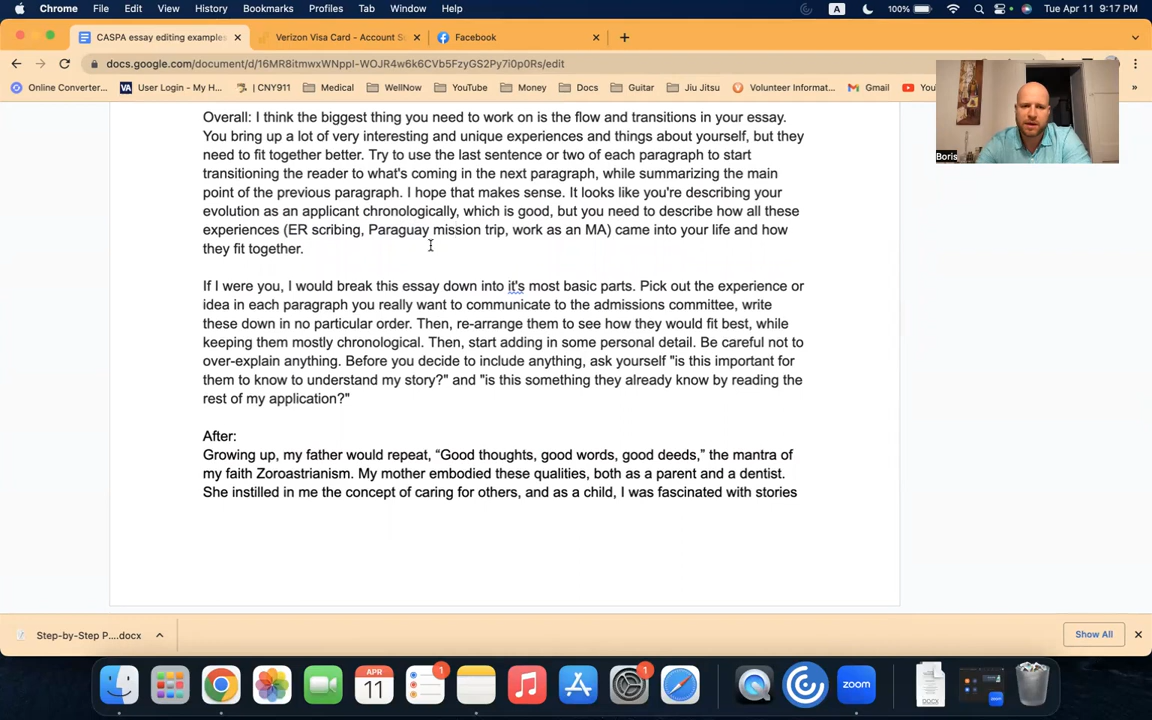 Chrome File Edit View History Bookmarks Profiles Tab Window Help A 100% Tue Apr 11 9:17 PM
CASPA essay editing examples Verizon Visa Card - Account S Facebook
docs.google.com/document/d/16MR8itmwxWNppI-WOJR4w6k6CVb5FzyGS2Py7i0p0Rs/edit
Online Converter... User Login - My H... | CNY911 Medical WellNow YouTube Money Docs Guitar Jiu Jitsu Volunteer Informat... Gmail You
Boris
Overall: I think the biggest thing you need to work on is the flow and transitions in your essay.
You bring up a lot of very interesting and unique experiences and things about yourself, but they
need to fit together better. Try to use the last sentence or two of each paragraph to start
transitioning the reader to what's coming in the next paragraph, while summarizing the main
point of the previous paragraph. I hope that makes sense. It looks like you're describing your
evolution as an applicant chronologically, which is good, but you need to describe how all these
experiences (ER scribing, Paraguay mission trip, work as an MA) came into your life and how
they fit together.
If I were you, I would break this essay down into it's most basic parts. Pick out the experience or
idea in each paragraph you really want to communicate to the admissions committee, write
these down in no particular order. Then, re-arrange them to see how they would fit best, while
keeping them mostly chronological. Then, start adding in some personal detail. Be careful not to
over-explain anything. Before you decide to include anything, ask yourself "is this important for
them to know to understand my story?" and "is this something they already know by reading the
rest of my application?"
After:
Growing up, my father would repeat, “Good thoughts, good words, good deeds,” the mantra of
my faith Zoroastrianism. My mother embodied these qualities, both as a parent and a dentist.
She instilled in me the concept of caring for others, and as a child, I was fascinated with stories
Step-by-Step P....docx Show All
APR 11 1 1 zoom DOCX